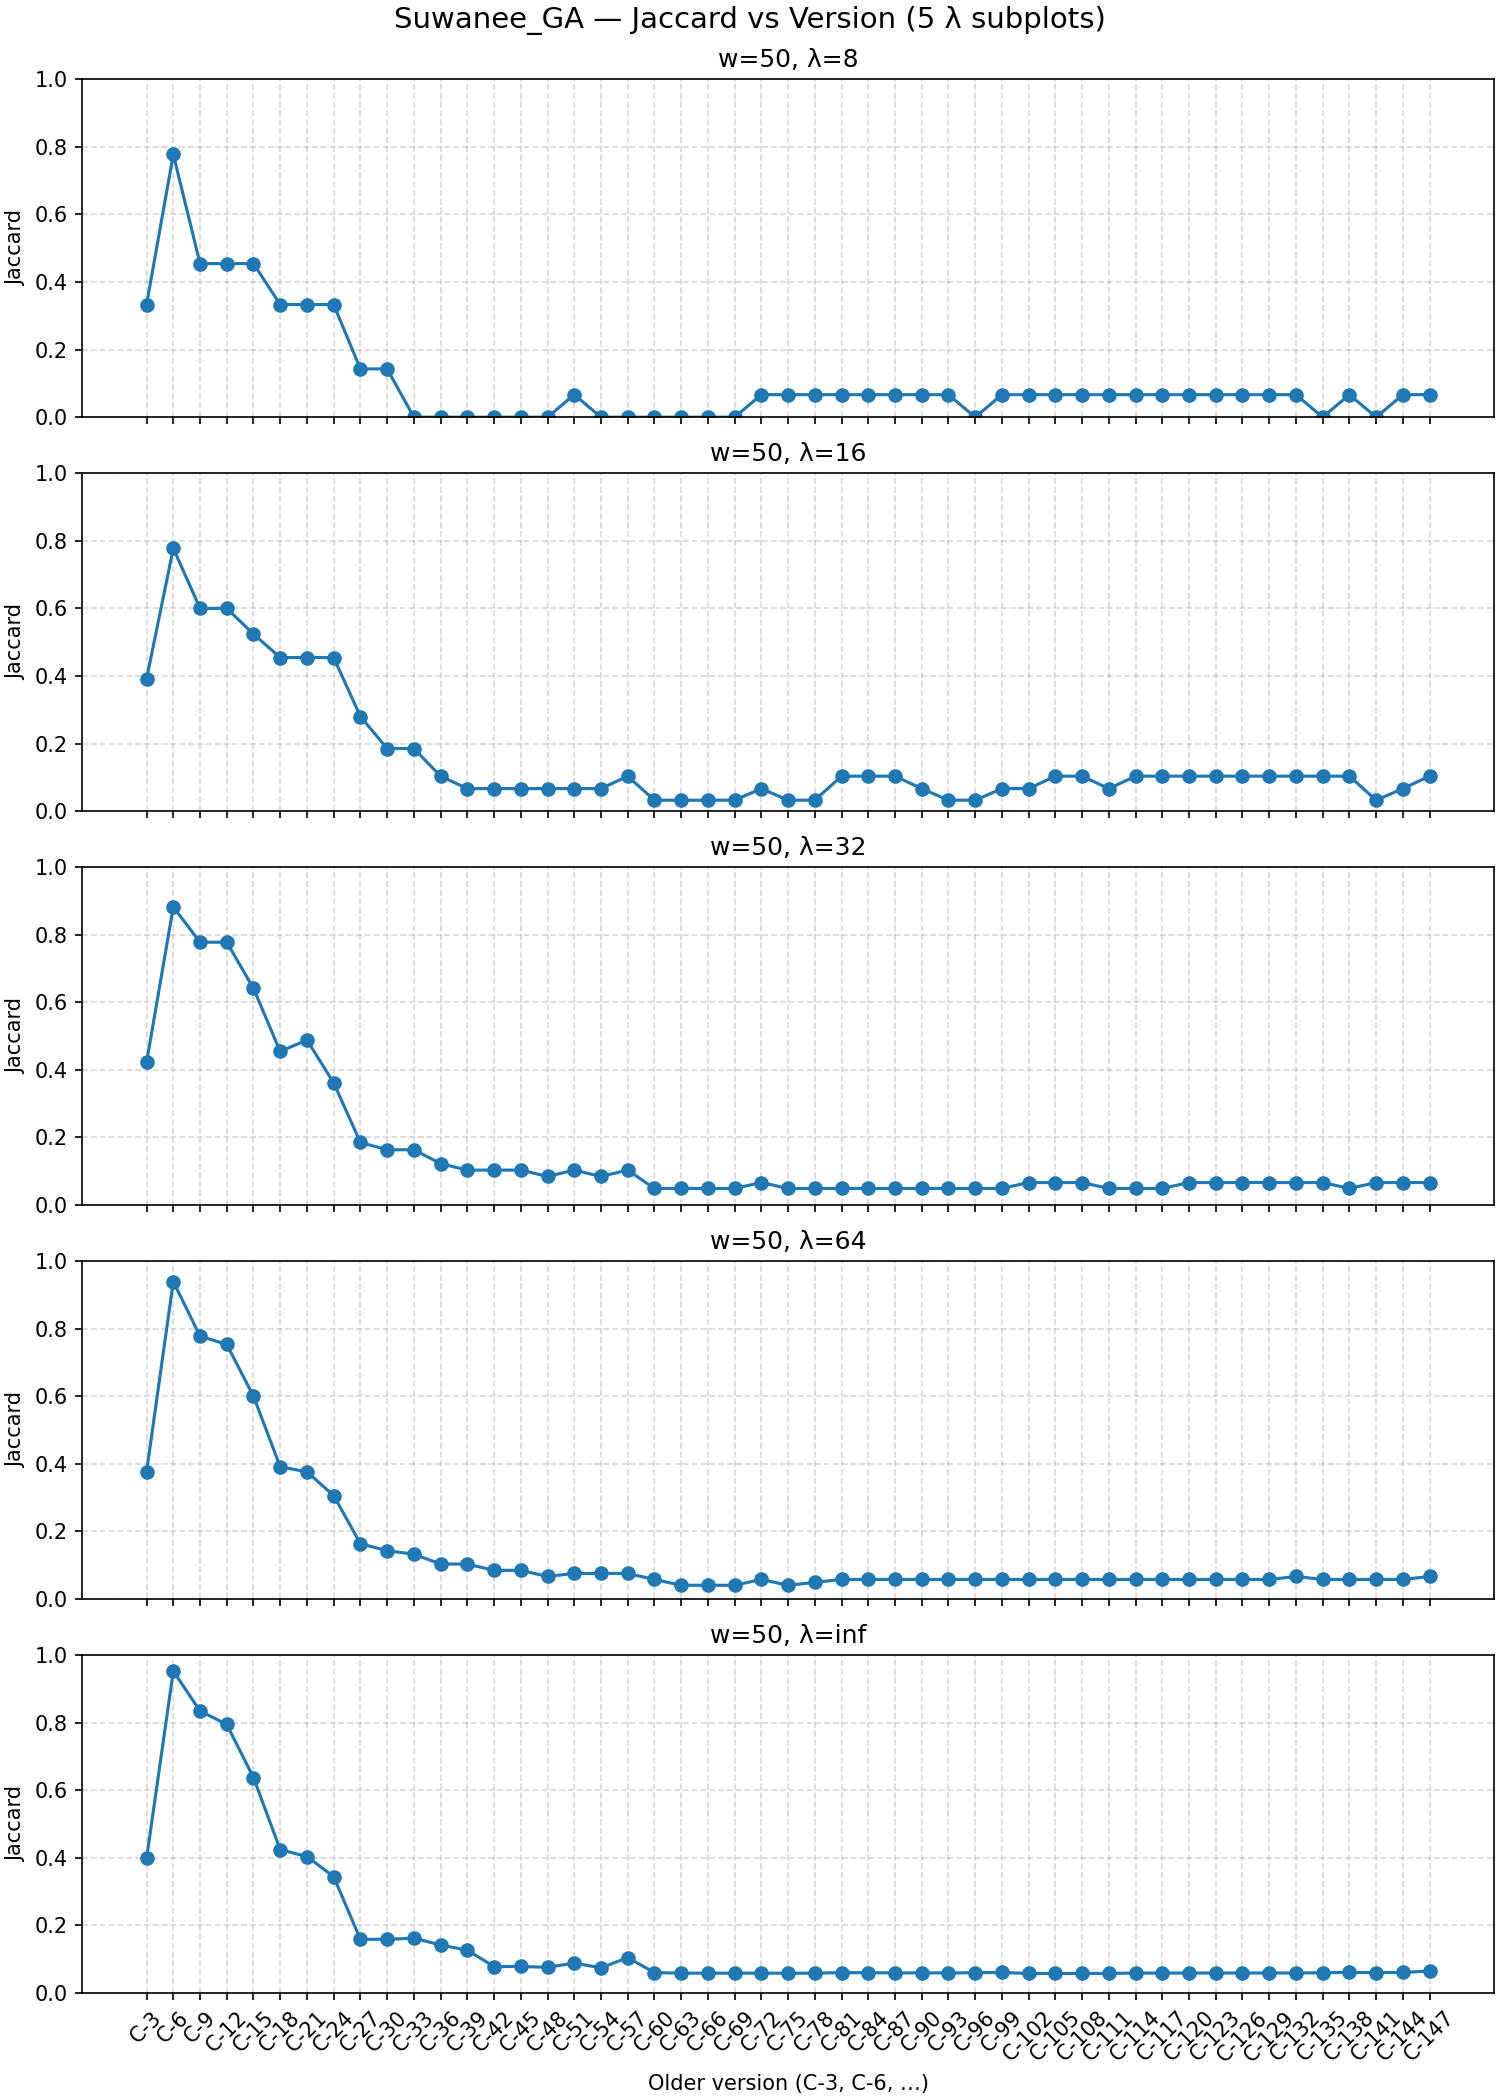 Suwanee_GA — Jaccard vs Version (5 λ subplots)
w=50, λ=8
1.0
0.8
0.6
0.4
0.2
0.0
Jaccard
w=50, λ=16
1.0
0.8
0.6
0.4
0.2
0.0
Jaccard
w=50, λ=32
1.0
0.8
0.6
0.4
0.2
0.0
Jaccard
w=50, λ=64
1.0
0.8
0.6
0.4
0.2
0.0
Jaccard
w=50, λ=inf
1.0
0.8
0.6
0.4
0.2
0.0
Jaccard
C-3
C-6
C-9
C-12
C-15
C-18
C-21
C-24
C-27
C-30
C-33
C-36
C-39
C-42
C-45
C-48
C-51
C-54
C-57
C-60
C-63
C-66
C-69
C-72
C-75
C-78
C-81
C-84
C-87
C-90
C-93
C-96
C-99
C-102
C-105
C-108
C-111
C-114
C-117
C-120
C-123
C-126
C-129
C-132
C-135
C-138
C-141
C-144
C-147
Older version (C-3, C-6, ...)